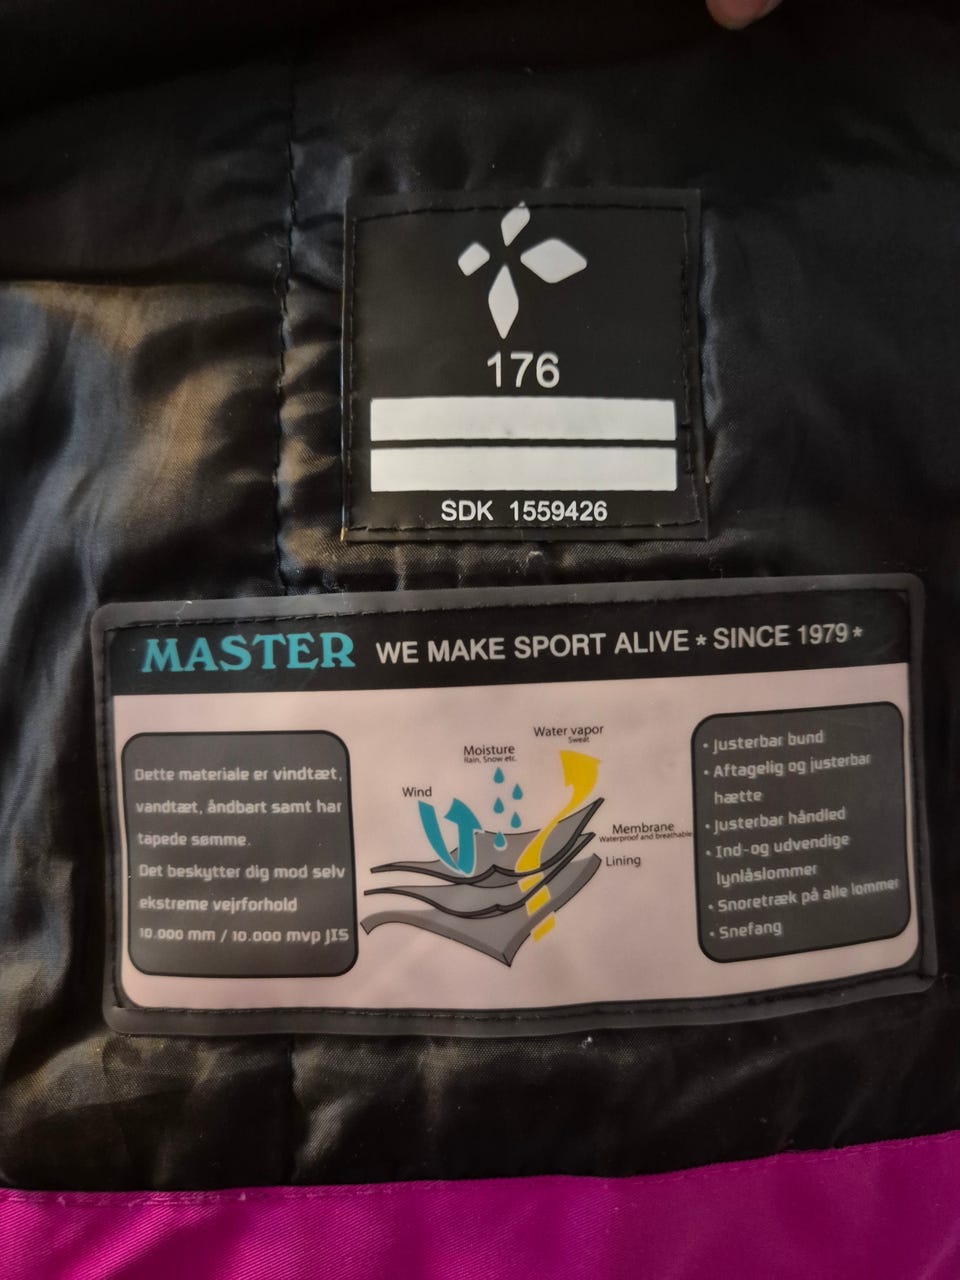 176
SDK 1559426
MASTER WE MAKE SPORT ALIVE * SINCE 1979 *
Dette materiale er vindtæt,
vandtæt, åndbart samt har
tapede sømme.
Det beskytter dig mod selv
ekstreme vejrforhold
10.000 mm / 10.000 mvp JIS
Wind
Moisture
Rain, Snow etc.
Water vapor
Sweat
Membrane
Waterproof and breathable
Lining
• Justerbar bund
• Aftagelig og justerbar
hætte
• Justerbar håndled
• Ind-og udvendige
lynlåslommer
• Snoretræk på alle lommer
• Snefang